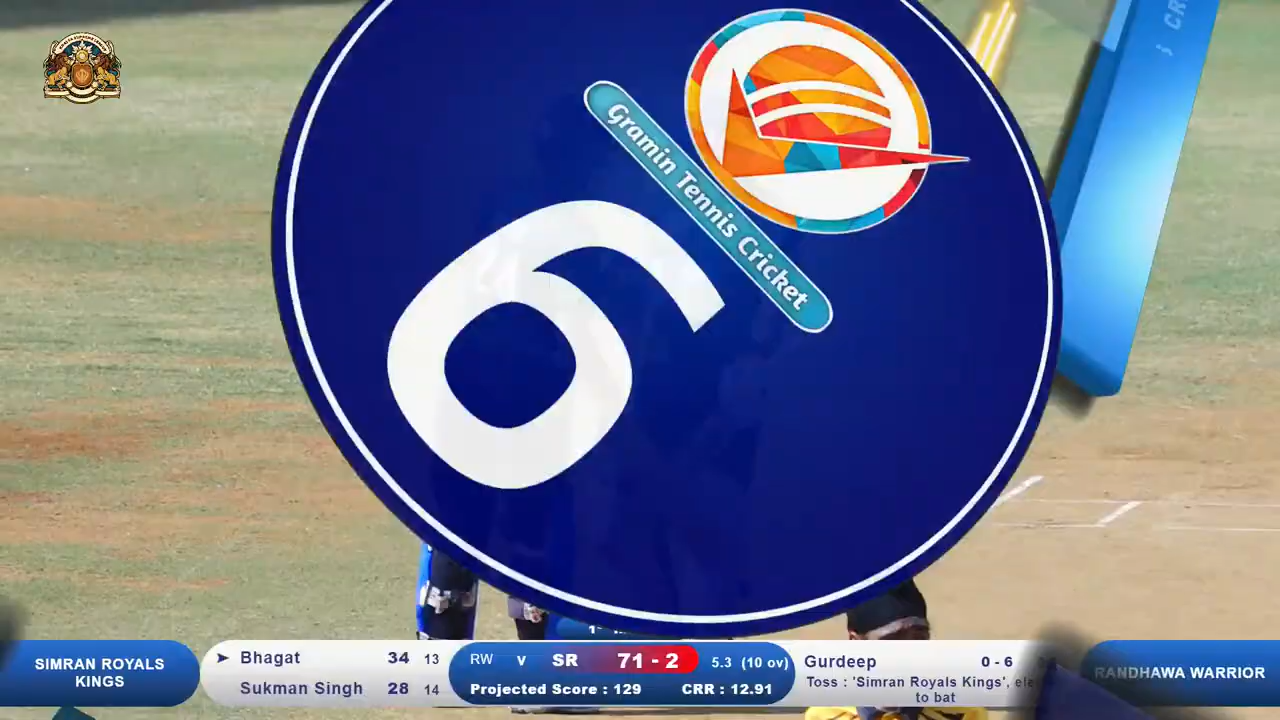 Gramin Tennis Cricket
6
SIMRAN ROYALS
KINGS
Bhagat 34 13
Sukman Singh 28 14
RW v SR 71 - 2 5.3 (10 ov)
Projected Score : 129 CRR : 12.91
Gurdeep 0 - 6
Toss : 'Simran Royals Kings',
to bat
RANDHAWA WARRIOR